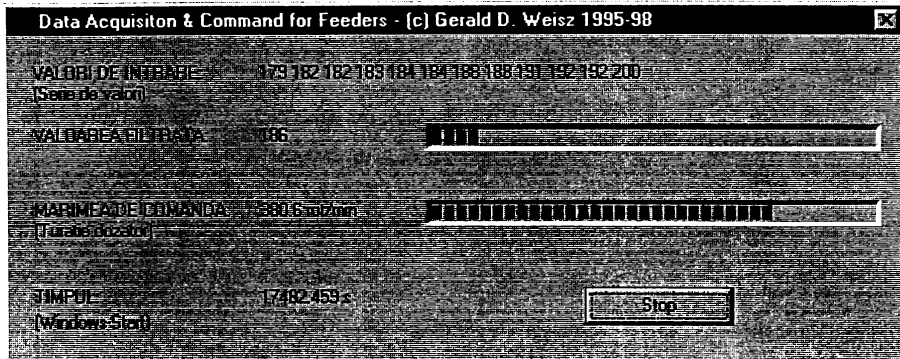 Data Acquisiton & Command for Feeders - (c) Gerald D. Weisz 1995-98
VALORI DE INTRARE 179 182 182 183 184 184 188 188 191 192 192 200
(Serie de valori)
VALOAREA FILTRATA 186
MARIMEA DE COMANDA 380.6 rot/min
(Turatie dozator)
TIMPUL 17482.459 s
(Windows Start)
Stop